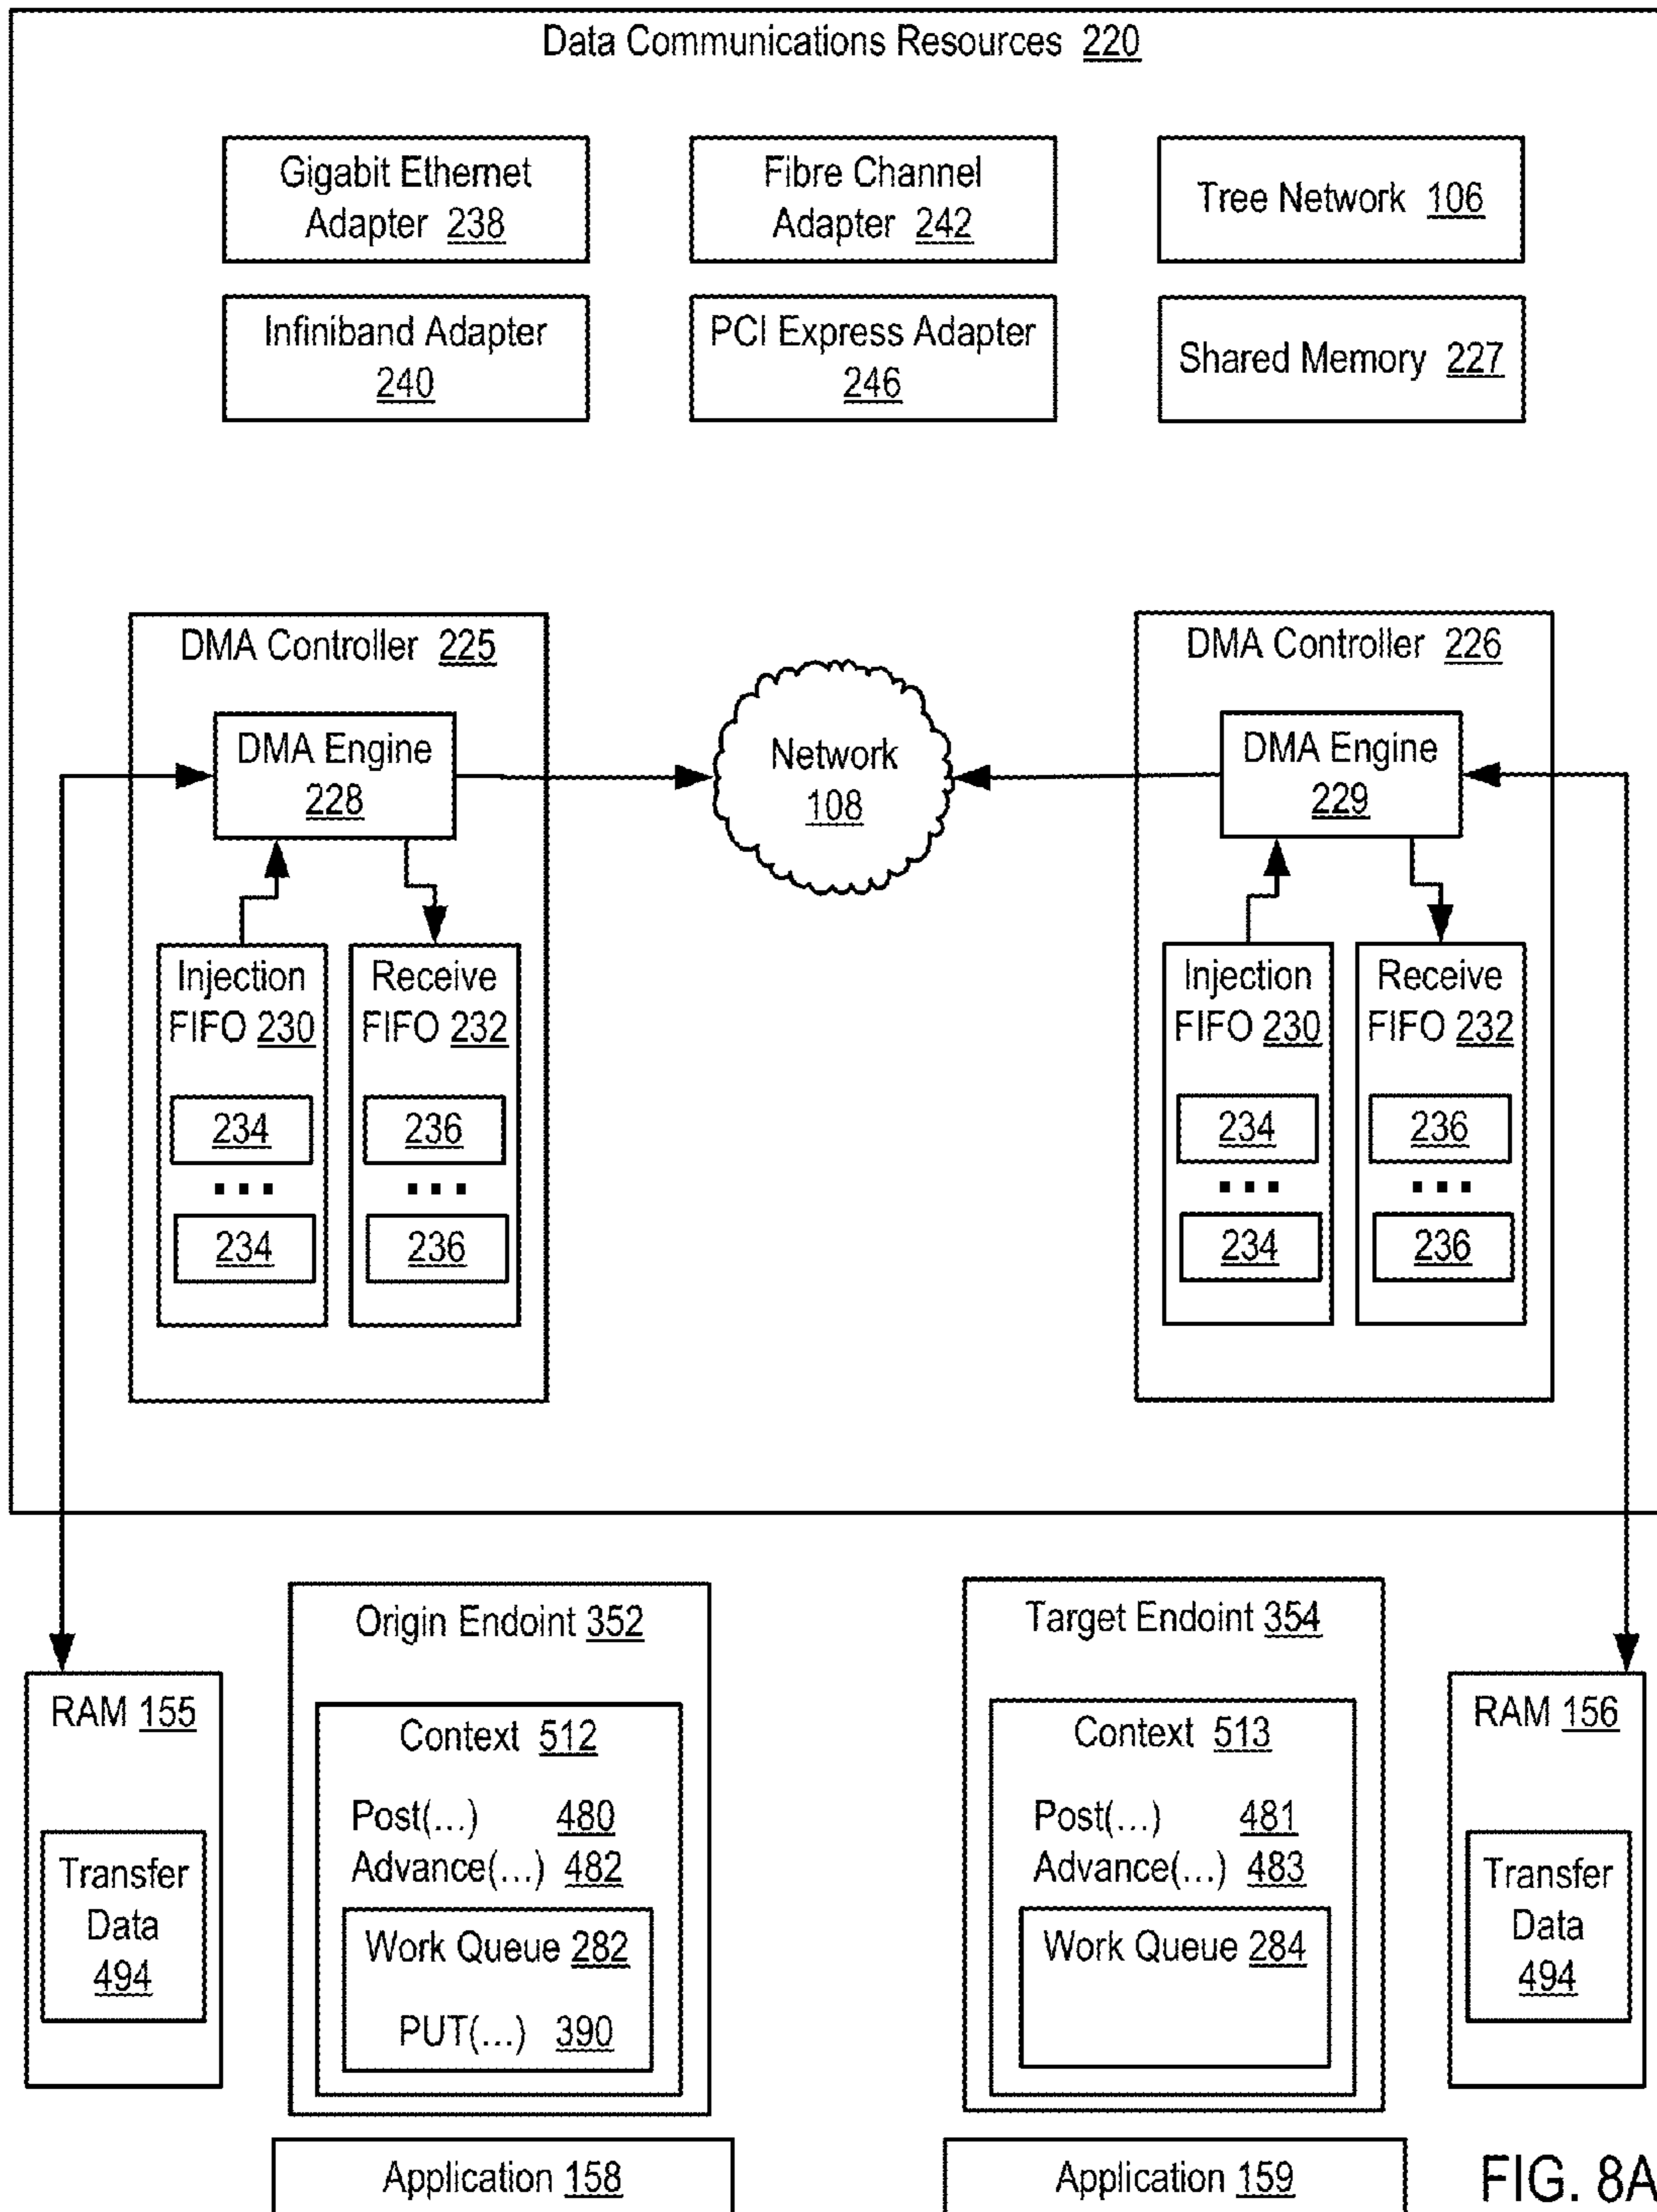 Data Communications Resources 220
Gigabit Ethernet
Adapter 238
Fibre Channel
Adapter 242
Tree Network 106
Infiniband Adapter
240
PCI Express Adapter
246
Shared Memory 227
DMA Controller 225
DMA Engine
228
Injection
FIFO 230
234
...
234
Receive
FIFO 232
236
...
236
Network
108
DMA Controller 226
DMA Engine
229
Injection
FIFO 230
234
...
234
Receive
FIFO 232
236
...
236
RAM 155
Transfer
Data
494
Origin Endoint 352
Context 512
Post(...) 480
Advance(...) 482
Work Queue 282
PUT(...) 390
Target Endoint 354
Context 513
Post(...) 481
Advance(...) 483
Work Queue 284
RAM 156
Transfer
Data
494
Application 158
Application 159
FIG. 8A